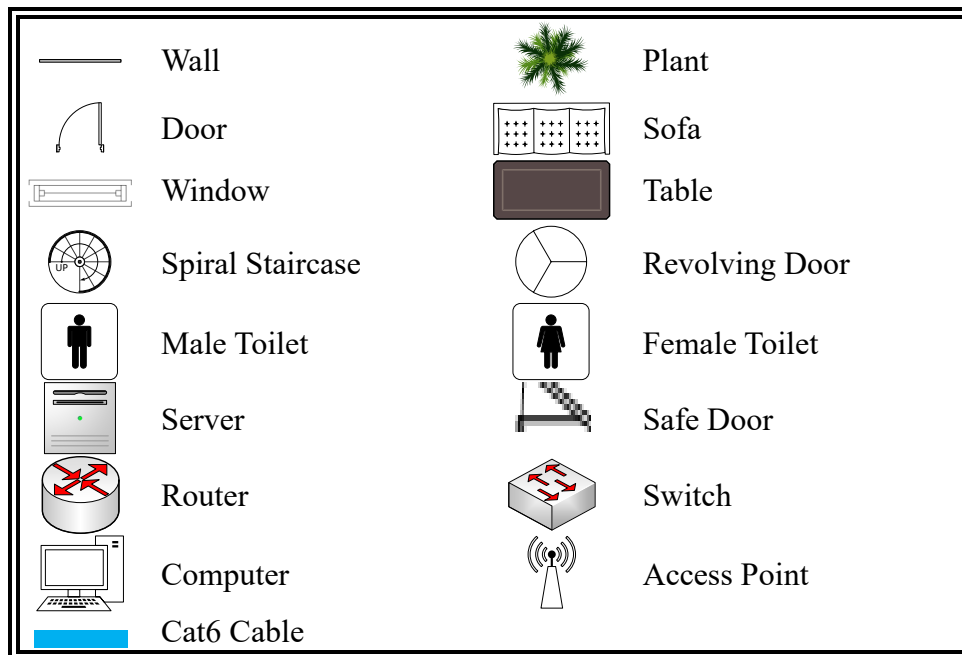 Wall Plant
Door Sofa
Window Table
UP
Spiral Staircase Revolving Door
Male Toilet Female Toilet
Server Safe Door
Router Switch
Computer Access Point
Cat6 Cable